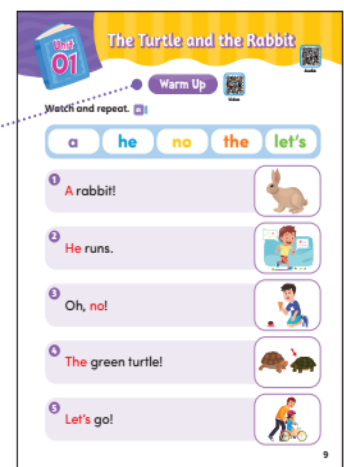 Unit
01
The Turtle and the Rabbit
Audio
Warm Up
Video
Watch and repeat.
a he no the let's
1 A rabbit!
2 He runs.
3 Oh, no!
4 The green turtle!
5 Let's go!
9